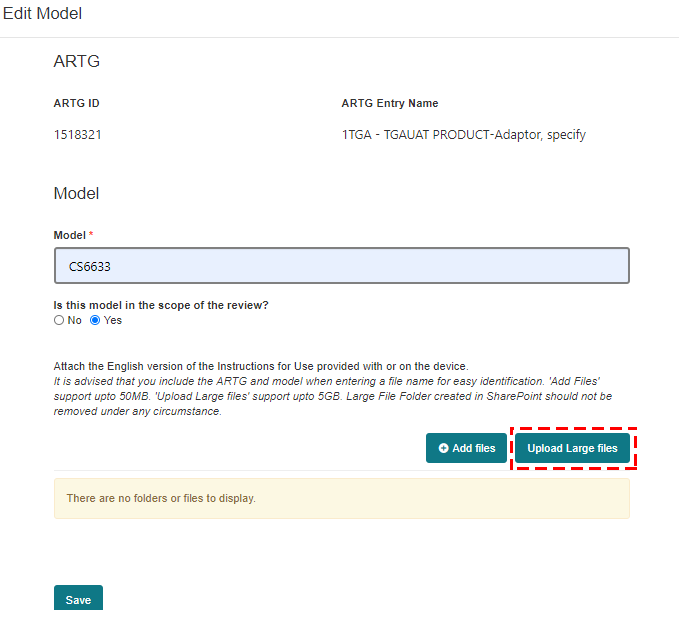 Edit Model
ARTG
ARTG ID
ARTG Entry Name
1518321
1TGA - TGAUAT PRODUCT-Adaptor, specify
Model
Model *
CS6633
Is this model in the scope of the review?
No Yes
Attach the English version of the Instructions for Use provided with or on the device.
It is advised that you include the ARTG and model when entering a file name for easy identification. 'Add Files'
support upto 50MB. 'Upload Large files' support upto 5GB. Large File Folder created in SharePoint should not be
removed under any circumstance.
Add files
Upload Large files
There are no folders or files to display.
Save